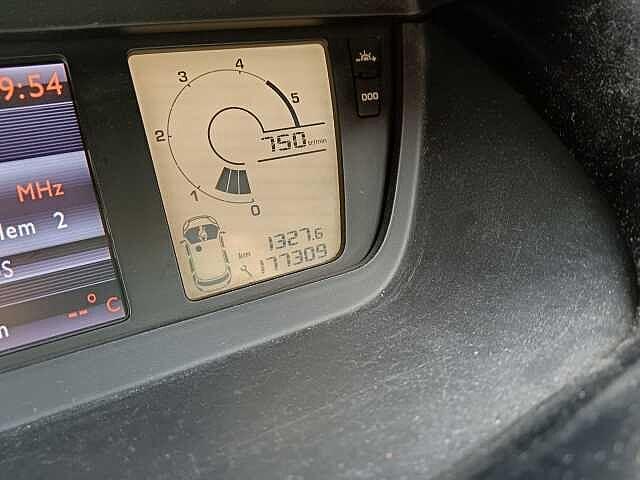 9:54
MHz
lem 2
S
-- ° C
m
0
1
2
3
4
5
750 tr/min
km 1327.6
177309
000